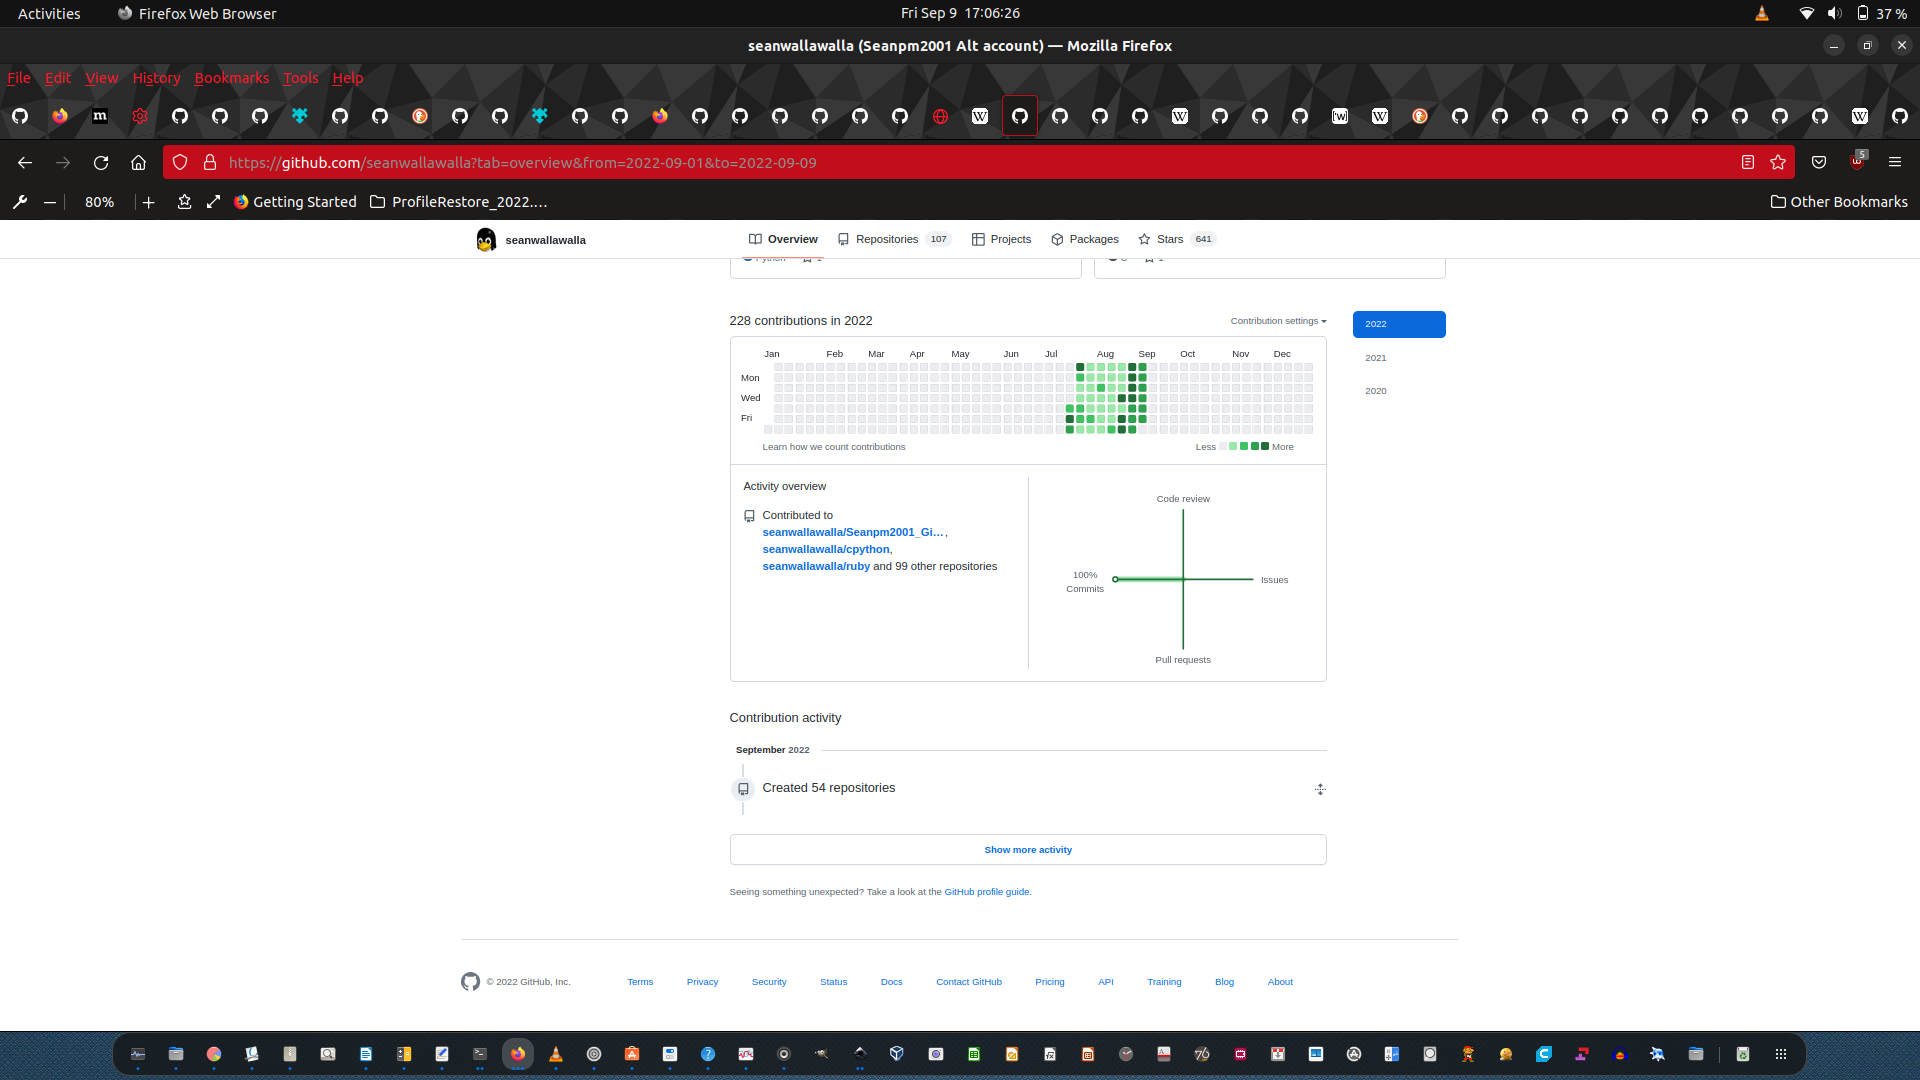 Activities Firefox Web Browser Fri Sep 9 17:06:26 37 %
seanwallawalla (Seanpm2001 Alt account) — Mozilla Firefox
File Edit View History Bookmarks Tools Help
https://github.com/seanwallawalla?tab=overview&from=2022-09-01&to=2022-09-09 5
80% Getting Started ProfileRestore_2022.… Other Bookmarks
seanwallawalla Overview Repositories 107 Projects Packages Stars 641
228 contributions in 2022 Contribution settings 2022
2021
2020
Jan Feb Mar Apr May Jun Jul Aug Sep Oct Nov Dec
Mon
Wed
Fri
Learn how we count contributions Less More
Activity overview
Contributed to
seanwallawalla/Seanpm2001_Gi… ,
seanwallawalla/cpython,
seanwallawalla/ruby and 99 other repositories
Code review
100%
Commits
Issues
Pull requests
Contribution activity
September 2022
Created 54 repositories
Show more activity
Seeing something unexpected? Take a look at the GitHub profile guide.
© 2022 GitHub, Inc. Terms Privacy Security Status Docs Contact GitHub Pricing API Training Blog About